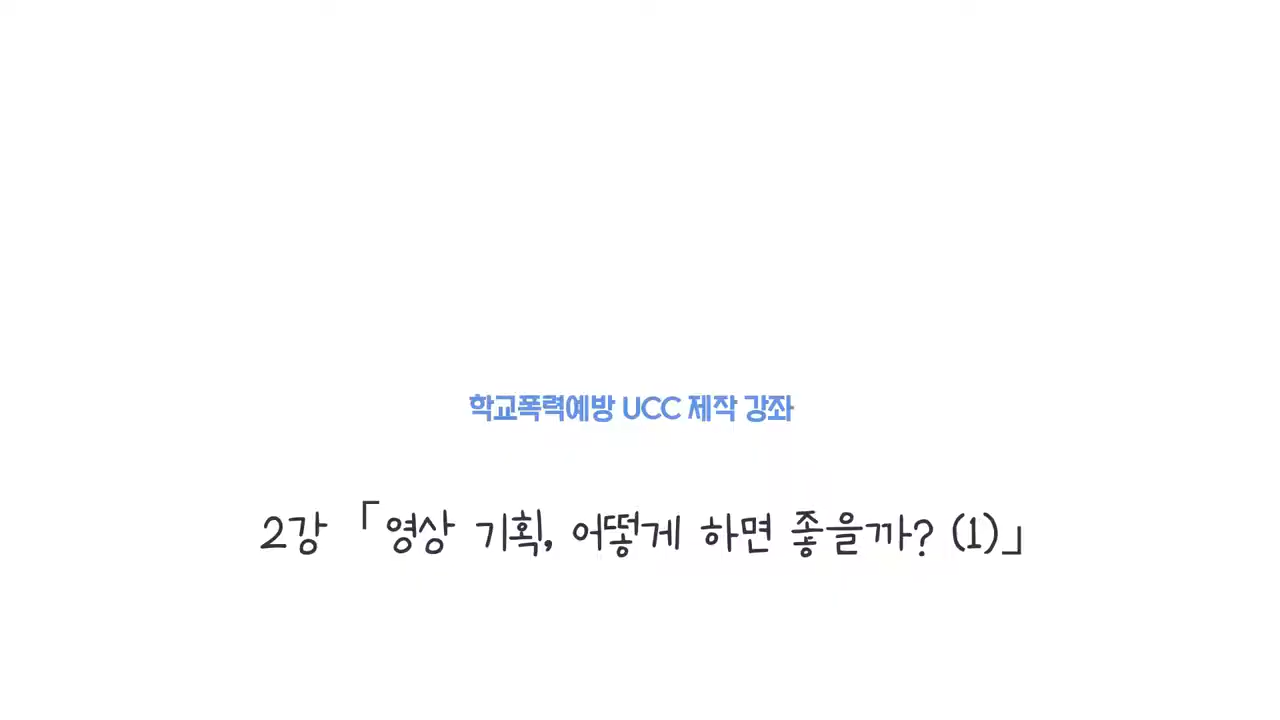 학교폭력예방 UCC 제작 강좌
2강 「영상 기획, 어떻게 하면 좋을까? (1)」